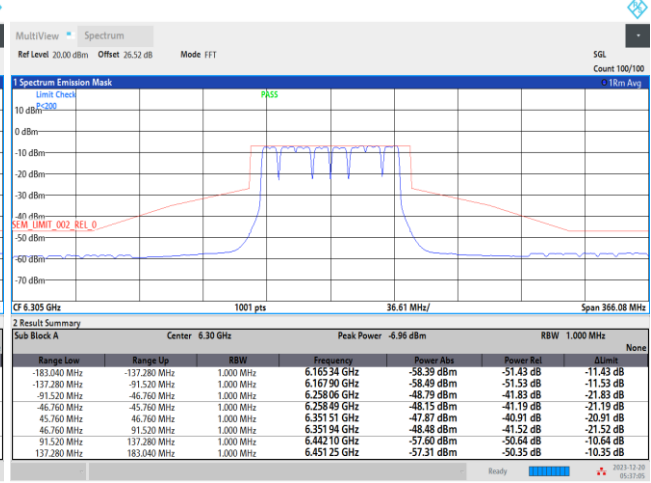 MultiView Spectrum
Ref Level 20.00 dBm Offset 26.52 dB Mode FFT SGL
Count 100/100
1 Spectrum Emission Mask 1Rm Avg
Limit Check PASS
P<200
10 dBm
0 dBm
-10 dBm
-20 dBm
-30 dBm
-40 dBm
SEM_LIMIT_002_REL_0
-50 dBm
-60 dBm
-70 dBm
CF 6.305 GHz 1001 pts 36.61 MHz/ Span 366.08 MHz
2 Result Summary
Sub Block A Center 6.30 GHz Peak Power -6.96 dBm RBW 1.000 MHz
None
Range Low Range Up RBW Frequency Power Abs Power Rel ΔLimit
-183.040 MHz -137.280 MHz 1.000 MHz 6.165 34 GHz -58.39 dBm -51.43 dB -11.43 dB
-137.280 MHz -91.520 MHz 1.000 MHz 6.167 90 GHz -58.49 dBm -51.53 dB -11.53 dB
-91.520 MHz -46.760 MHz 1.000 MHz 6.258 06 GHz -48.79 dBm -41.83 dB -21.83 dB
-46.760 MHz -45.760 MHz 1.000 MHz 6.258 49 GHz -48.15 dBm -41.19 dB -21.19 dB
45.760 MHz 46.760 MHz 1.000 MHz 6.351 51 GHz -47.87 dBm -40.91 dB -20.91 dB
46.760 MHz 91.520 MHz 1.000 MHz 6.351 94 GHz -48.48 dBm -41.52 dB -21.52 dB
91.520 MHz 137.280 MHz 1.000 MHz 6.442 10 GHz -57.60 dBm -50.64 dB -10.64 dB
137.280 MHz 183.040 MHz 1.000 MHz 6.451 25 GHz -57.31 dBm -50.35 dB -10.35 dB
Ready 2023-12-20
05:37:05